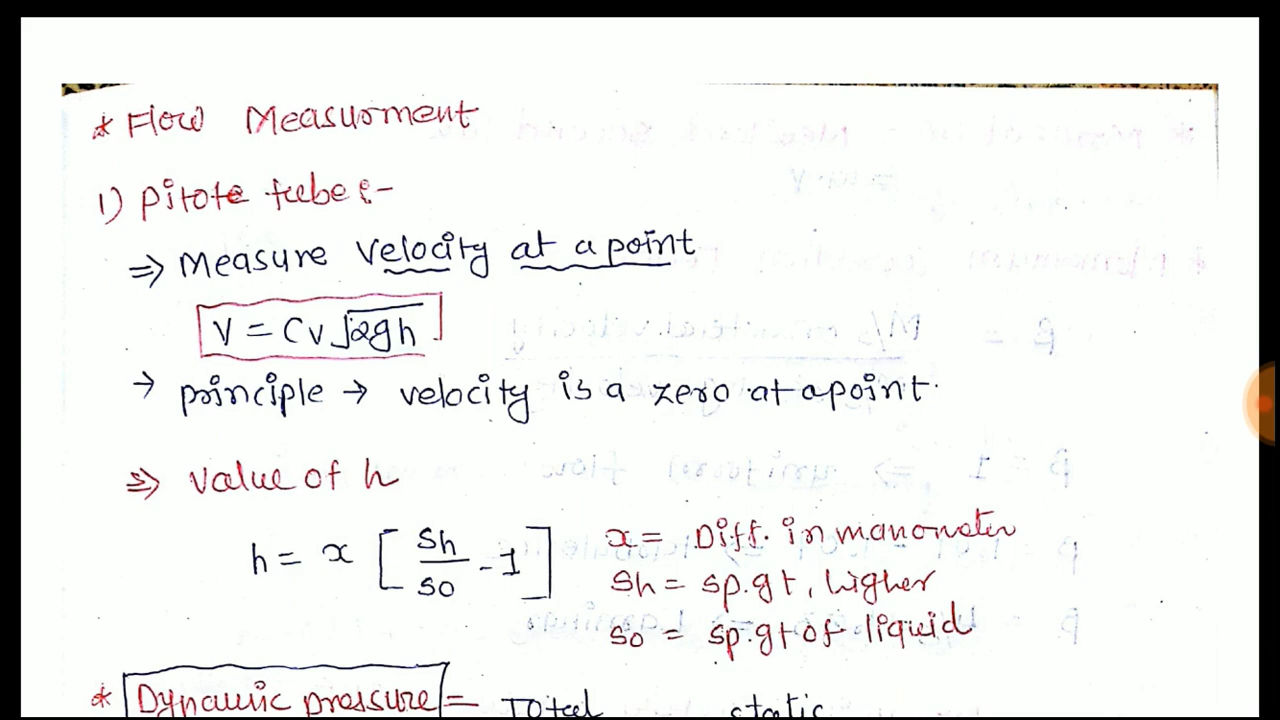 * Flow Measurment
1) Pitote tube:-
⇒ Measure velocity at a point
V = Cv √2gh
→ principle → velocity is a zero at a point.
⇒ value of h
h = x [ Sh/So - 1 ]
x = Diff. in manometer
Sh = sp.gt, higher
So = sp.gt of liquid
* Dynamic pressure = Total static